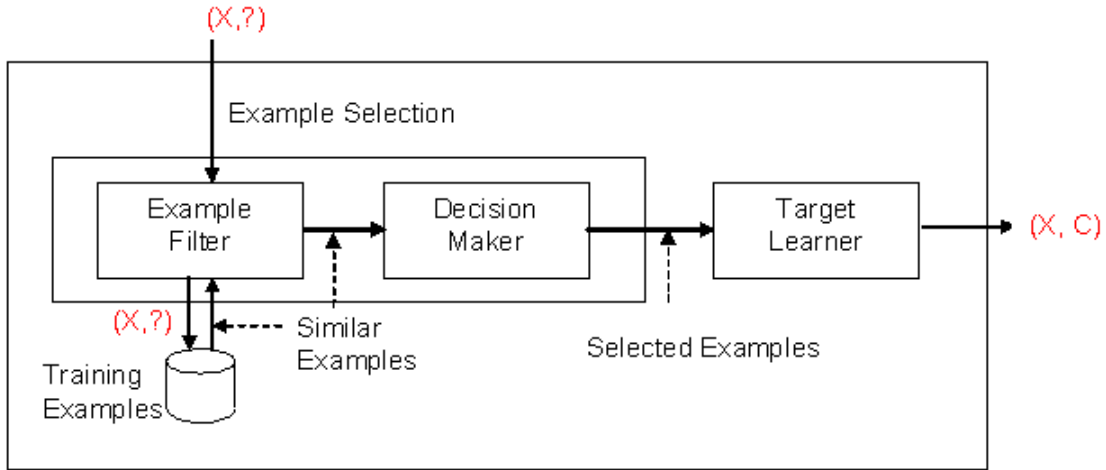 (X,?)
Example Selection
Example
Filter
Decision
Maker
Target
Learner
(X, C)
(X,?)
Similar
Examples
Selected Examples
Training
Examples